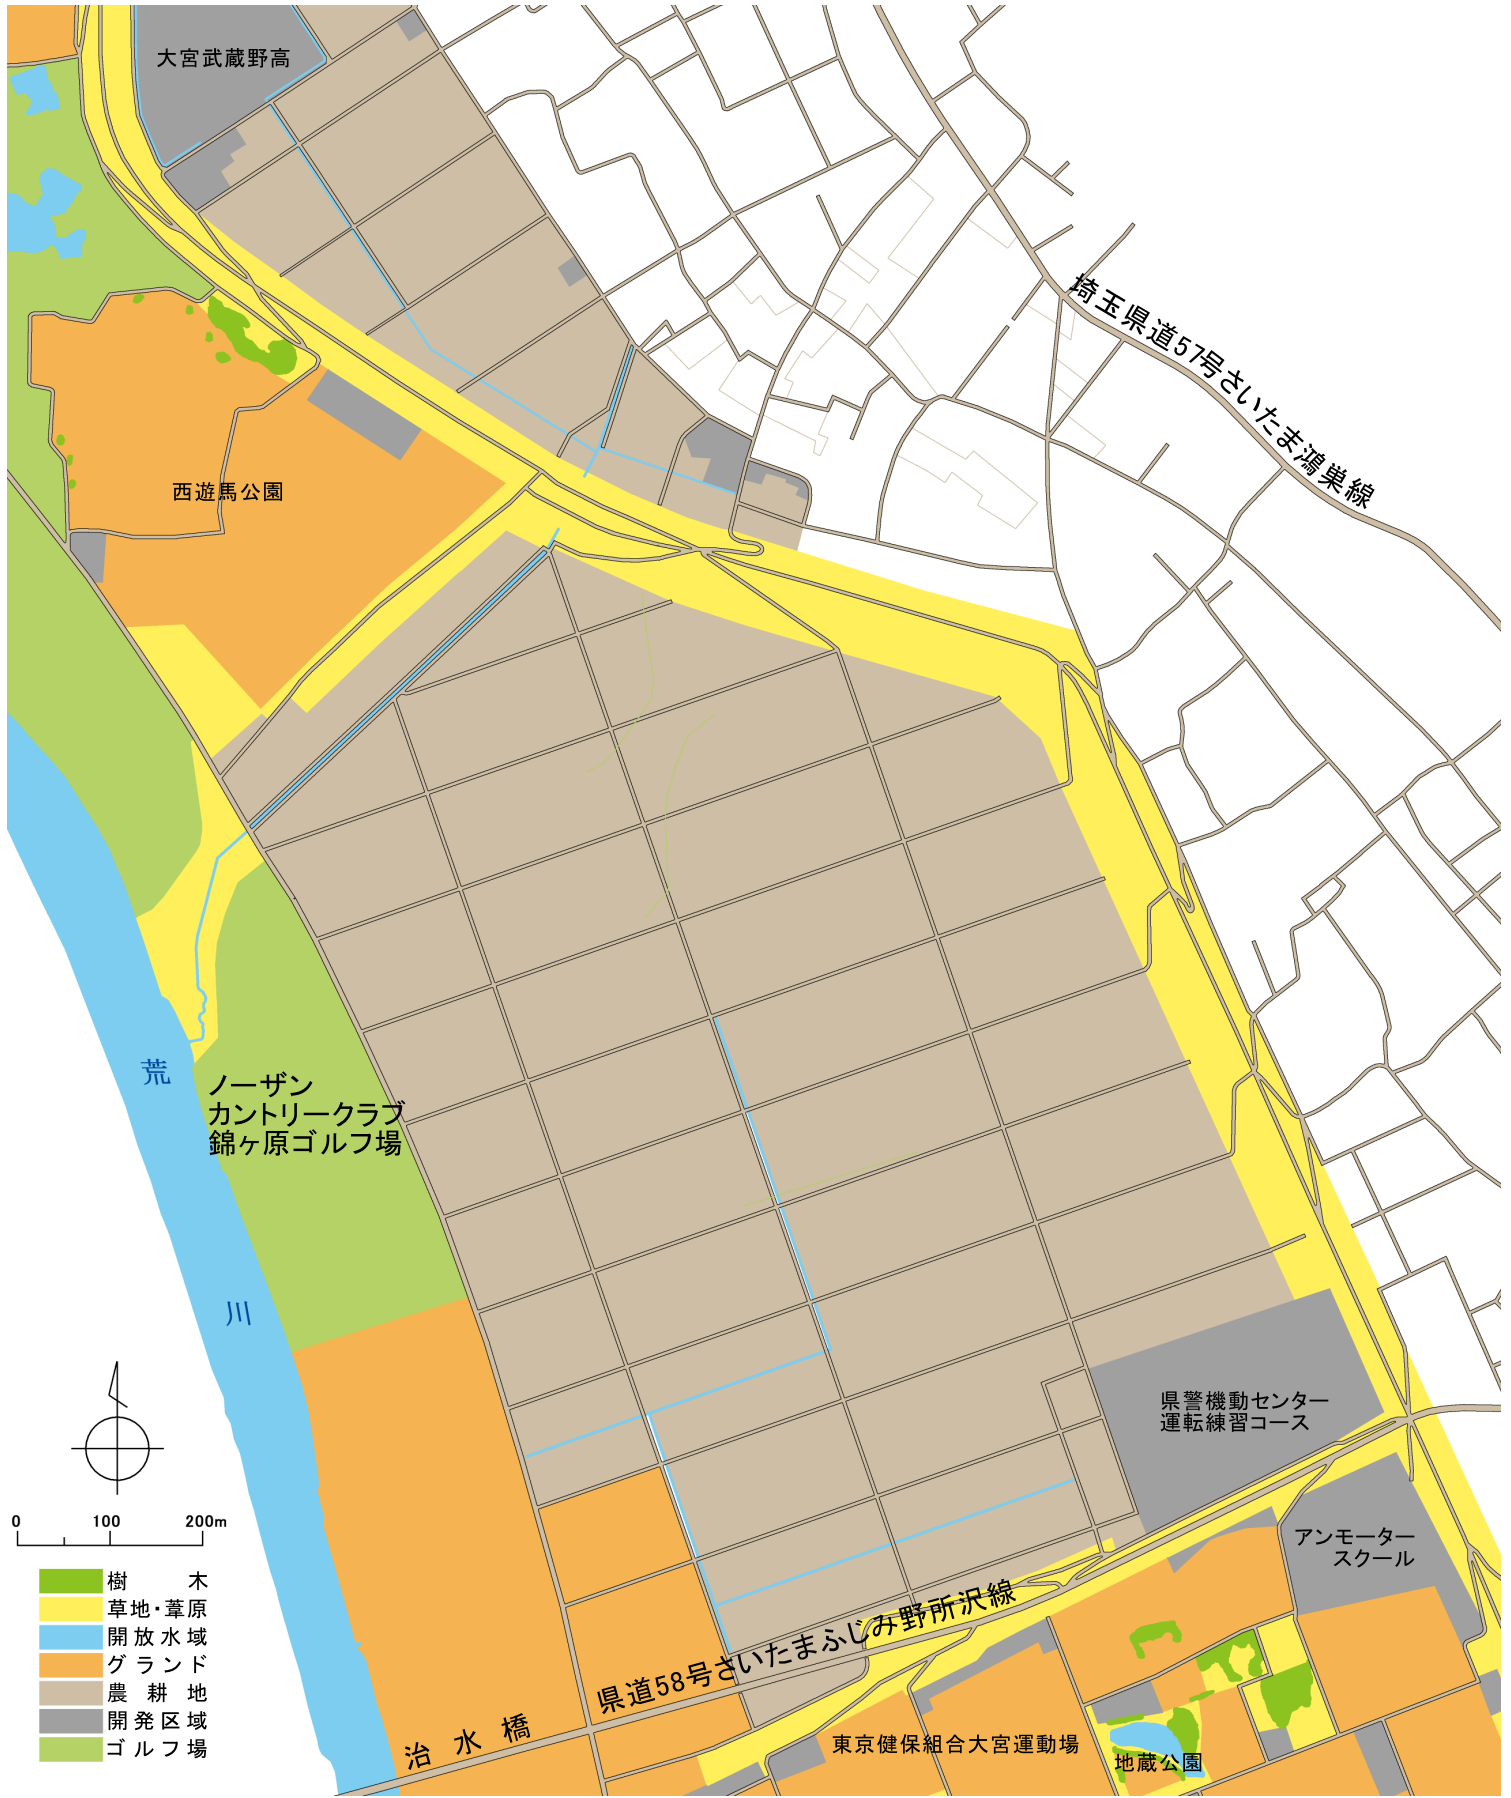 大宮武蔵野高
埼玉県道57号さいたま鴻巣線
西遊馬公園
荒川
ノーザン
カントリークラブ
錦ヶ原ゴルフ場
県警機動センター
運転練習コース
アンモーター
スクール
県道58号さいたまふじみ野所沢線
治水橋
東京健保組合大宮運動場
地蔵公園
0 100 200m
樹木
草地・葦原
開放水域
グランド
農耕地
開発区域
ゴルフ場